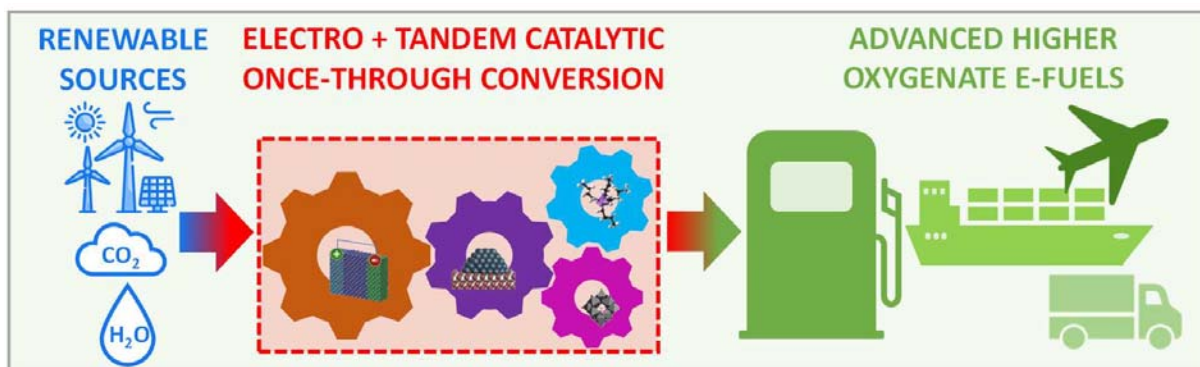 RENEWABLE
SOURCES
CO₂
H₂O
ELECTRO + TANDEM CATALYTIC
ONCE-THROUGH CONVERSION
+
−
ADVANCED HIGHER
OXYGENATE E-FUELS